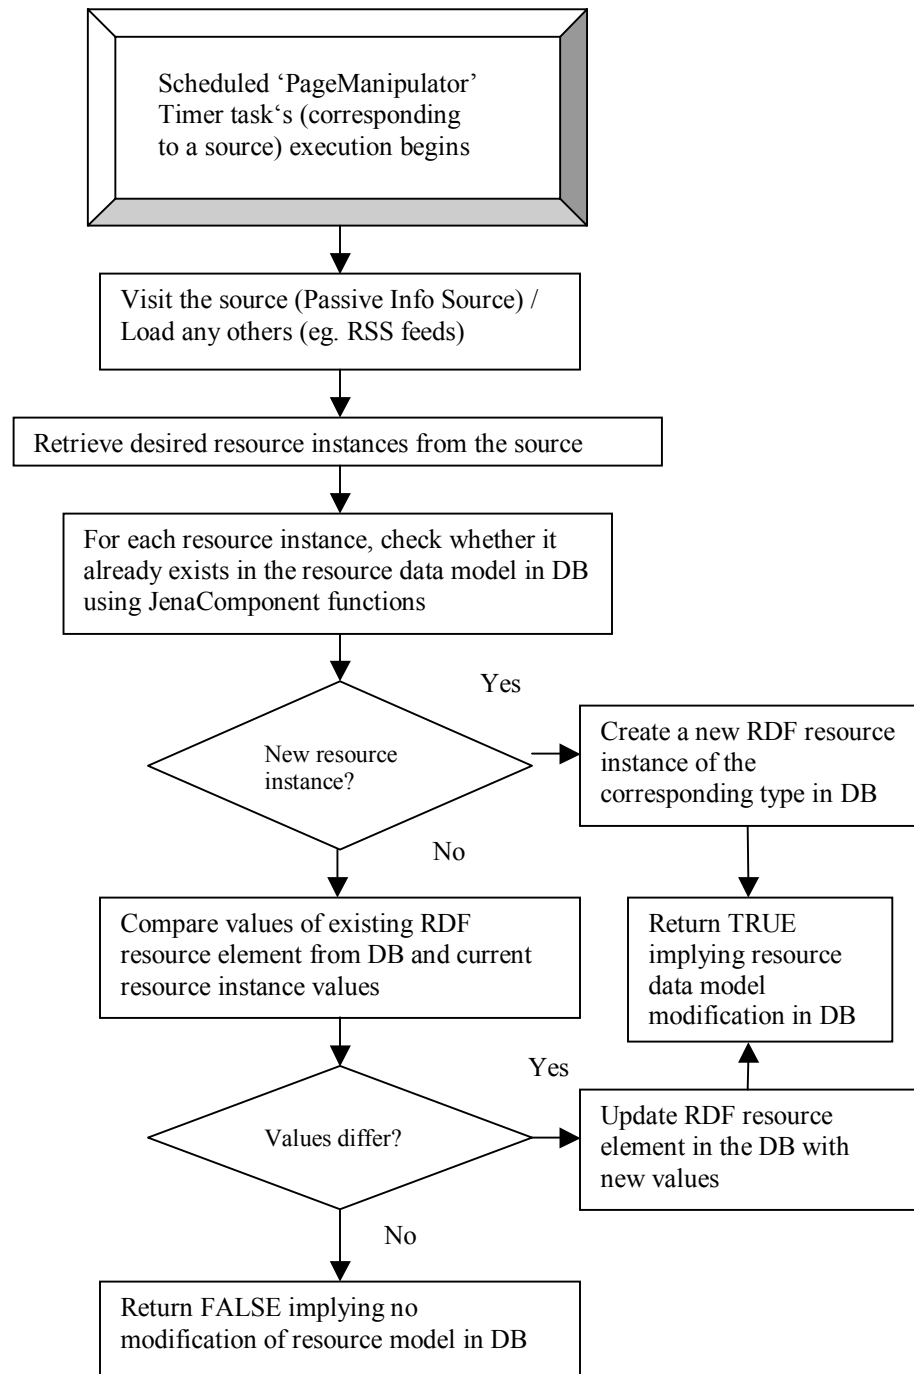 Scheduled ‘PageManipulator’
Timer task‘s (corresponding
to a source) execution begins
Visit the source (Passive Info Source) /
Load any others (eg. RSS feeds)
Retrieve desired resource instances from the source
For each resource instance, check whether it
already exists in the resource data model in DB
using JenaComponent functions
Yes
New resource
instance?
Create a new RDF resource
instance of the
corresponding type in DB
No
Compare values of existing RDF
resource element from DB and current
resource instance values
Return TRUE
implying resource
data model
modification in DB
Yes
Values differ?
Update RDF resource
element in the DB with
new values
No
Return FALSE implying no
modification of resource model in DB